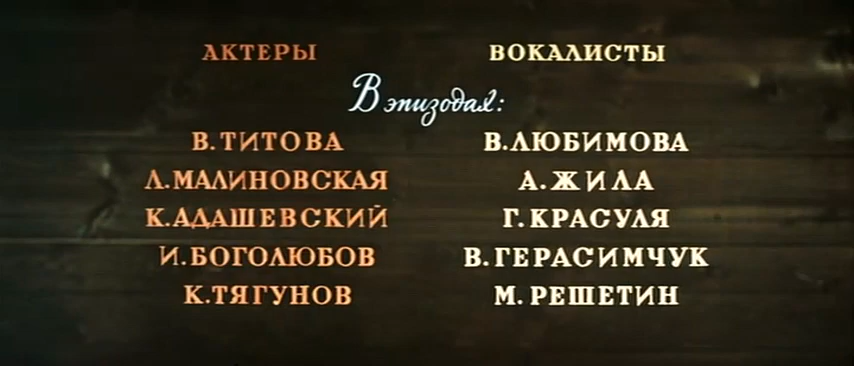 АКТЕРЫ ВОКАЛИСТЫ
В эпизодах:
В.ТИТОВА В.ЛЮБИМОВА
Л.МАЛИНОВСКАЯ А.ЖИЛА
К.АДАШЕВСКИЙ Г.КРАСУЛЯ
И.БОГОЛЮБОВ В.ГЕРАСИМЧУК
К.ТЯГУНОВ М.РЕШЕТИН